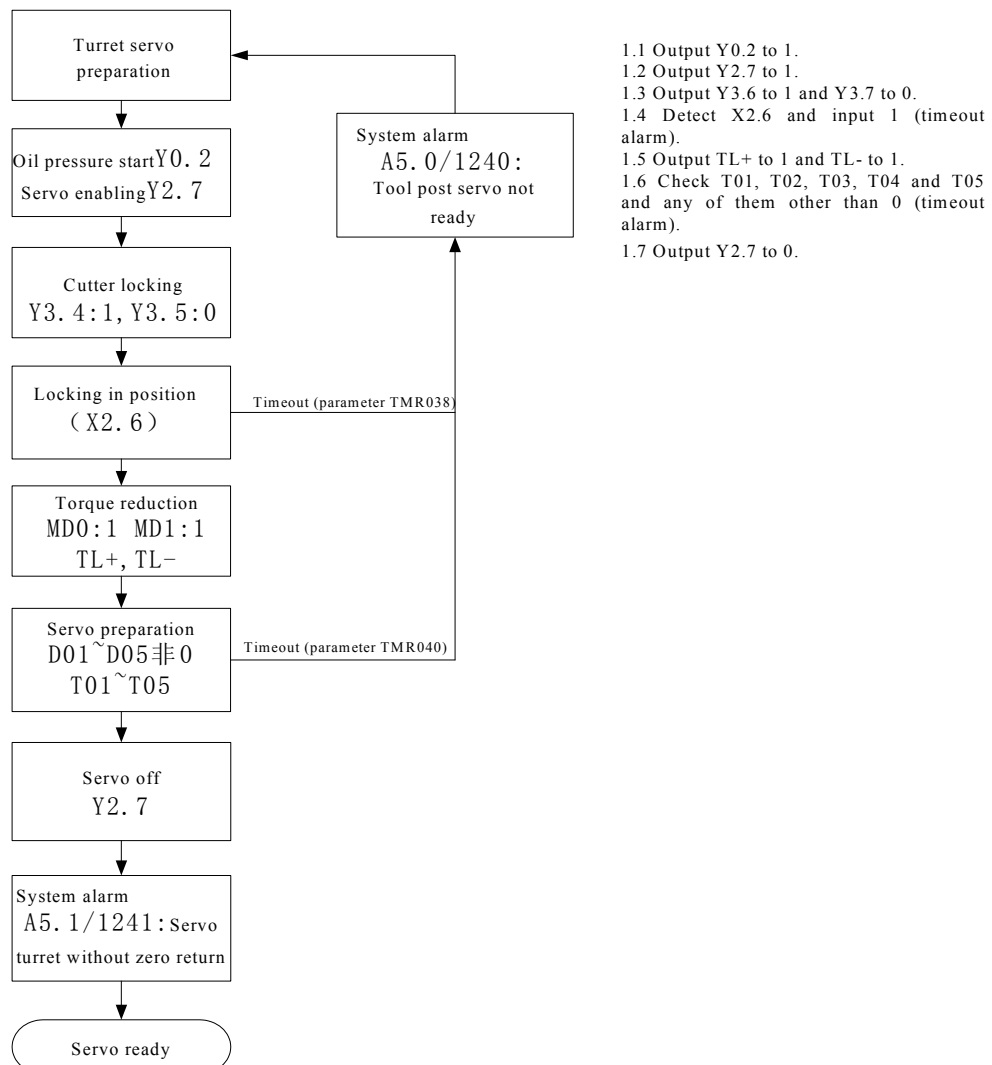 Turret servo
preparation
Oil pressure startY0.2
Servo enablingY2.7
Cutter locking
Y3.4:1,Y3.5:0
Locking in position
（X2.6）
Timeout (parameter TMR038)
Torque reduction
MD0:1 MD1:1
TL+,TL-
Servo preparation
D01~D05非0
T01~T05
Timeout (parameter TMR040)
Servo off
Y2.7
System alarm
A5.1/1241:Servo
turret without zero return
Servo ready
System alarm
A5.0/1240:
Tool post servo not
ready
1.1 Output Y0.2 to 1.
1.2 Output Y2.7 to 1.
1.3 Output Y3.6 to 1 and Y3.7 to 0.
1.4 Detect X2.6 and input 1 (timeout
alarm).
1.5 Output TL+ to 1 and TL- to 1.
1.6 Check T01, T02, T03, T04 and T05
and any of them other than 0 (timeout
alarm).
1.7 Output Y2.7 to 0.